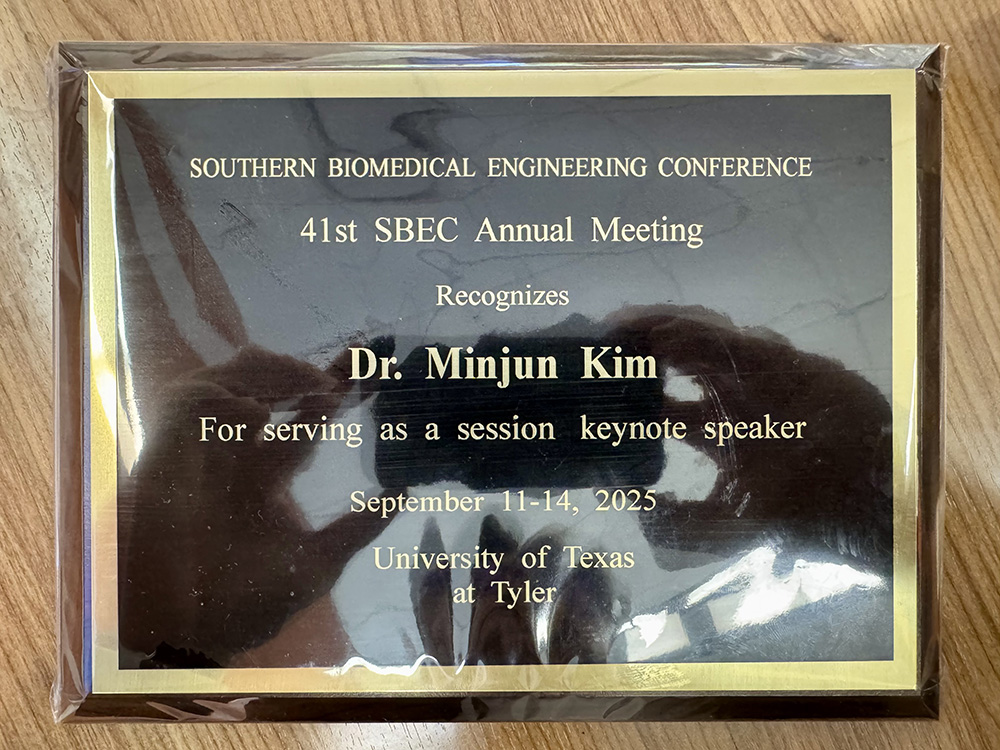 SOUTHERN BIOMEDICAL ENGINEERING CONFERENCE
41st SBEC Annual Meeting
Recognizes
Dr. Minjun Kim
For serving as a session keynote speaker
September 11-14, 2025
University of Texas
at Tyler